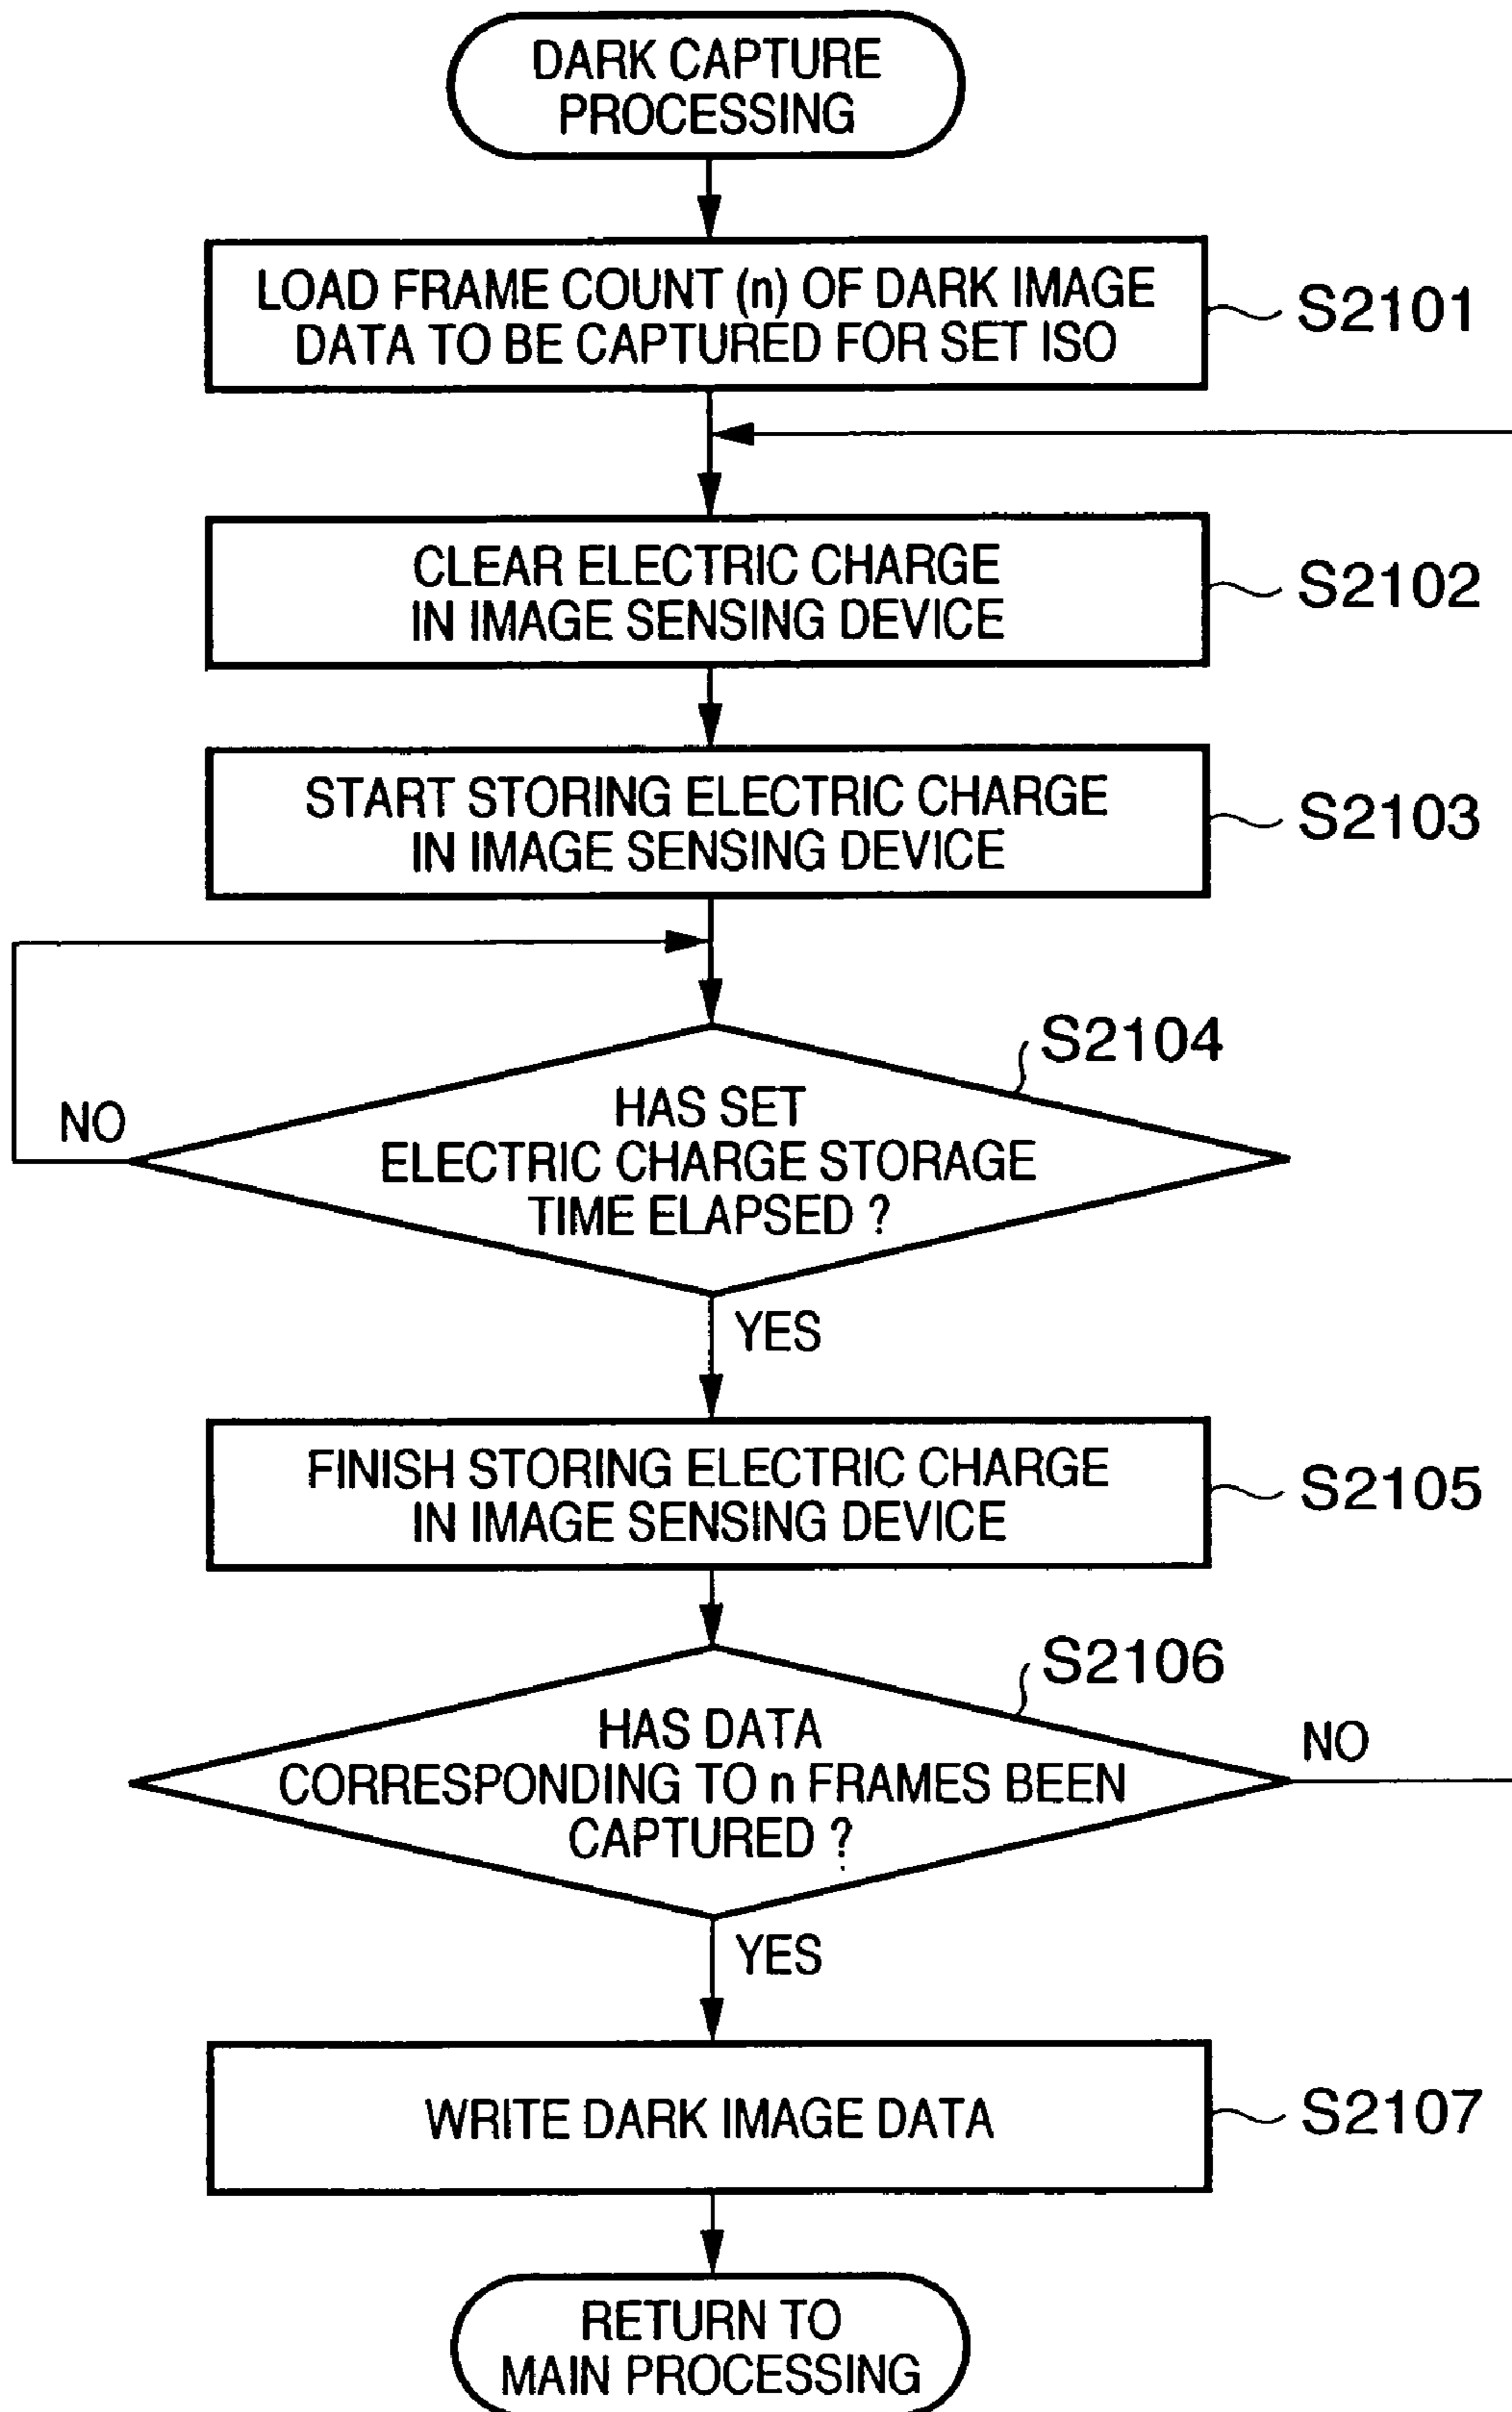 DARK CAPTURE
PROCESSING
LOAD FRAME COUNT (n) OF DARK IMAGE
DATA TO BE CAPTURED FOR SET ISO
S2101
CLEAR ELECTRIC CHARGE
IN IMAGE SENSING DEVICE
S2102
START STORING ELECTRIC CHARGE
IN IMAGE SENSING DEVICE
S2103
S2104
HAS SET
ELECTRIC CHARGE STORAGE
TIME ELAPSED ?
NO
YES
FINISH STORING ELECTRIC CHARGE
IN IMAGE SENSING DEVICE
S2105
S2106
HAS DATA
CORRESPONDING TO n FRAMES BEEN
CAPTURED ?
NO
YES
WRITE DARK IMAGE DATA
S2107
RETURN TO
MAIN PROCESSING